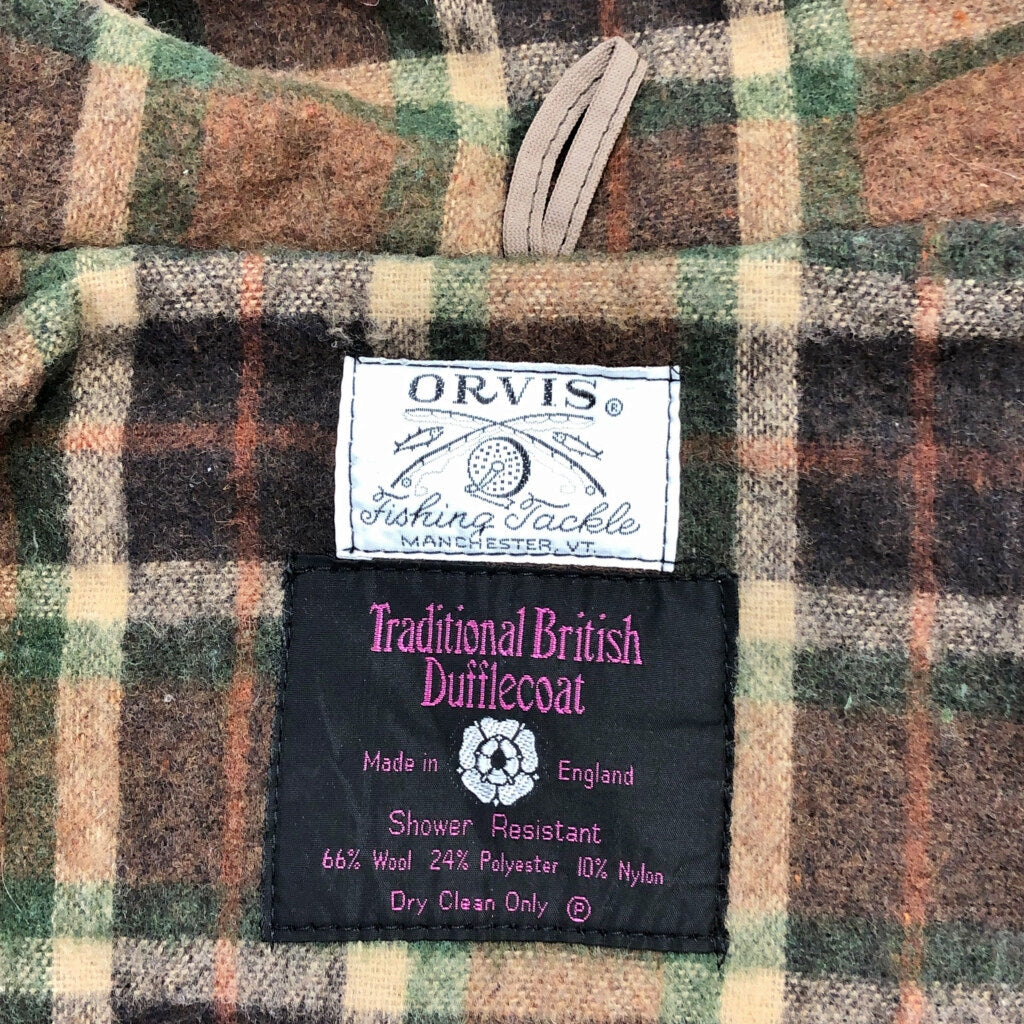 ORVIS®
Fishing Tackle
MANCHESTER, VT.
Traditional British
Dufflecoat
Made in England
Shower Resistant
66% Wool 24% Polyester 10% Nylon
Dry Clean Only Ⓟ